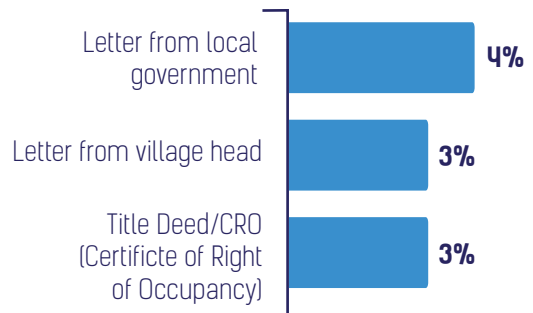 Letter from local
government
4%
Letter from village head
3%
Title Deed/CRO
(Certificte of Right
of Occupancy)
3%